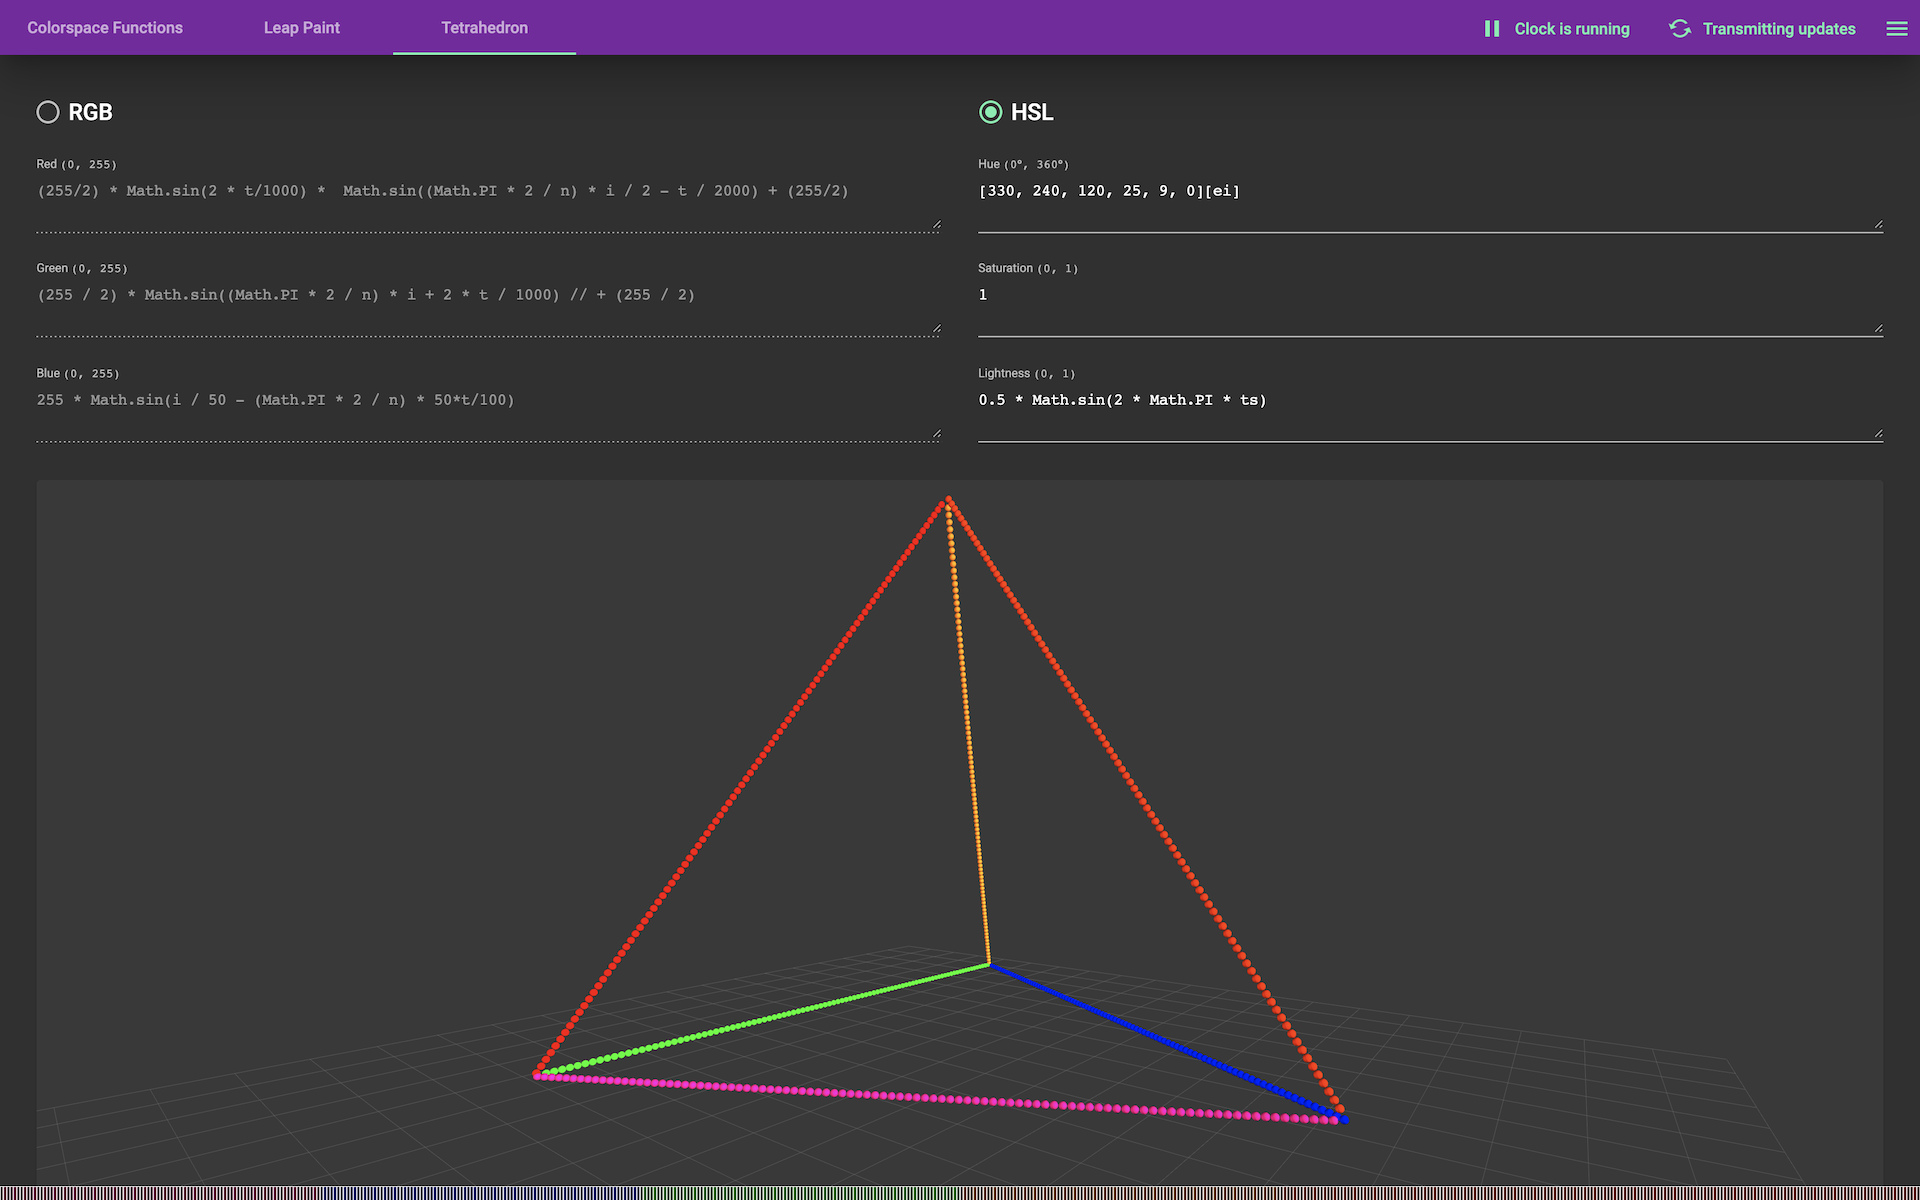 Colorspace Functions Leap Paint Tetrahedron Clock is running Transmitting updates
RGB
Red (0, 255)
(255/2) * Math.sin(2 * t/1000) *  Math.sin((Math.PI * 2 / n) * i / 2 - t / 2000) + (255/2)
Green (0, 255)
(255 / 2) * Math.sin((Math.PI * 2 / n) * i + 2 * t / 1000) // + (255 / 2)
Blue (0, 255)
255 * Math.sin(i / 50 - (Math.PI * 2 / n) * 50*t/100)
HSL
Hue (0°, 360°)
[330, 240, 120, 25, 9, 0][ei]
Saturation (0, 1)
1
Lightness (0, 1)
0.5 * Math.sin(2 * Math.PI * ts)